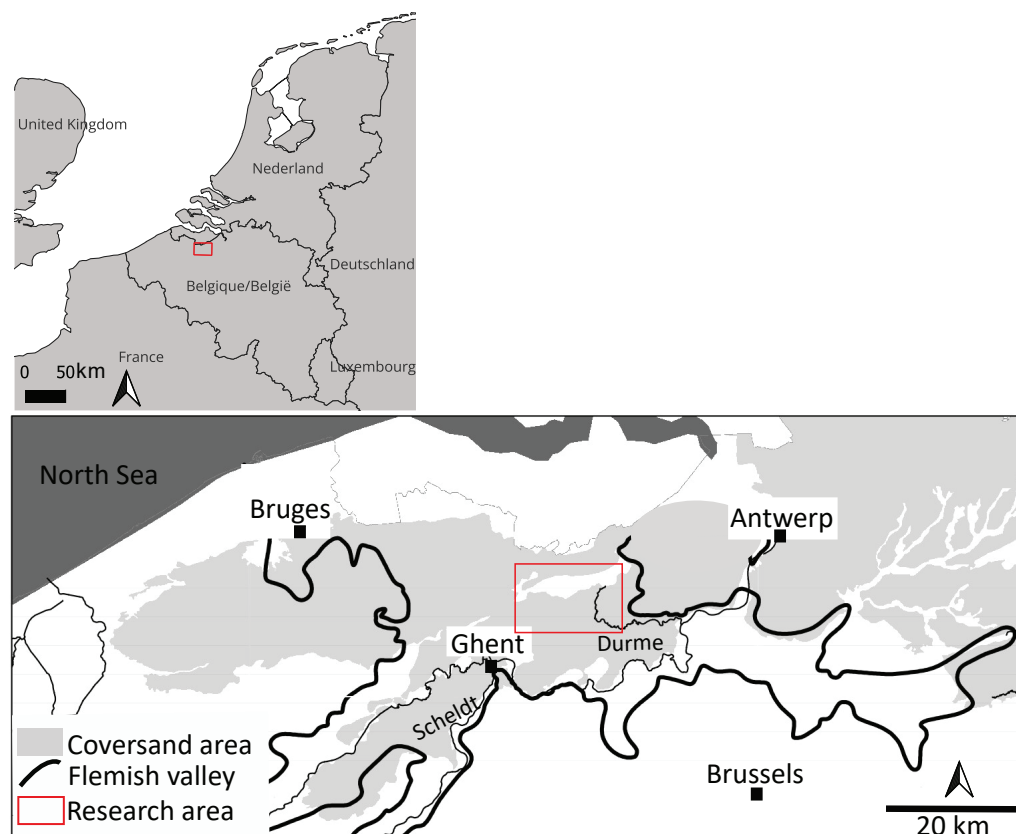 United Kingdom
Nederland
Deutschland
Belgique/België
France
Luxembourg
0 50km
North Sea
Bruges
Antwerp
Ghent
Durme
Scheldt
Coversand area
Flemish valley
Brussels
Research area
20 km